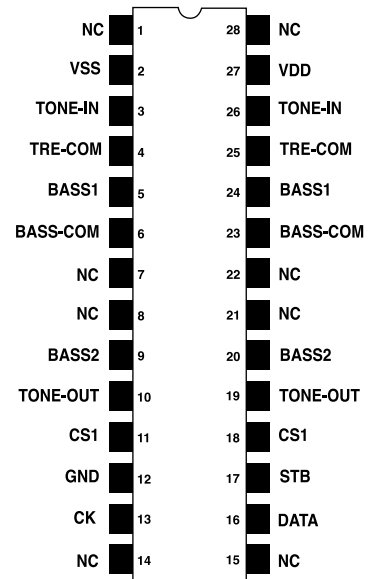 NC 1 28 NC
VSS 2 27 VDD
TONE-IN 3 26 TONE-IN
TRE-COM 4 25 TRE-COM
BASS1 5 24 BASS1
BASS-COM 6 23 BASS-COM
NC 7 22 NC
NC 8 21 NC
BASS2 9 20 BASS2
TONE-OUT 10 19 TONE-OUT
CS1 11 18 CS1
GND 12 17 STB
CK 13 16 DATA
NC 14 15 NC